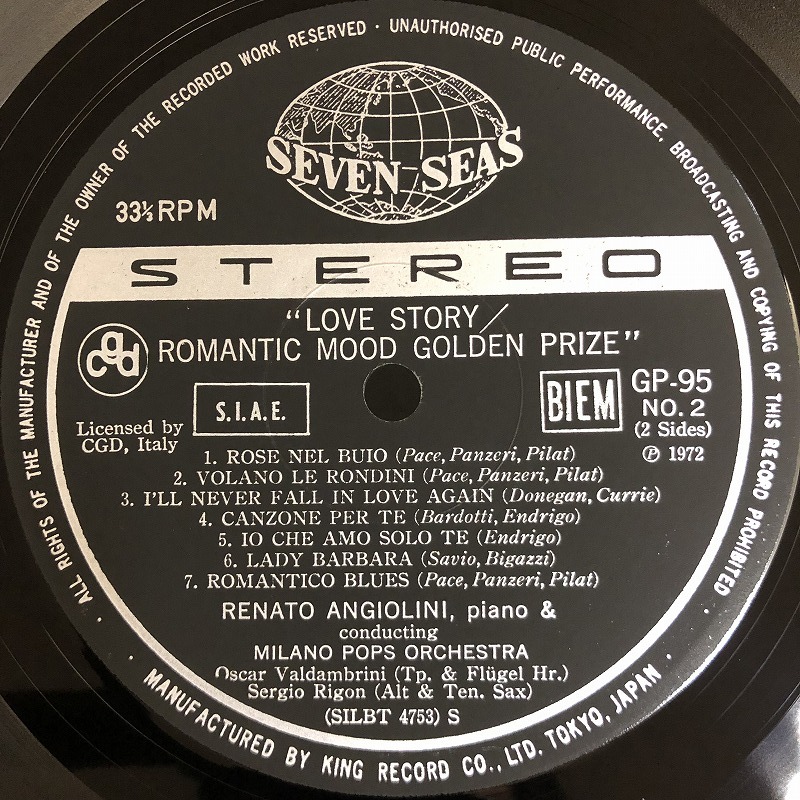 ALL RIGHTS OF THE MANUFACTURER AND OF THE OWNER OF THE RECORDED WORK RESERVED · UNAUTHORISED PUBLIC PERFORMANCE, BROADCASTING AND COPYING OF THIS RECORD PROHIBITED
SEVEN SEAS
33⅓ RPM
STEREO
"LOVE STORY/
ROMANTIC MOOD GOLDEN PRIZE"
cgd
S.I.A.E.
Licensed by
CGD, Italy
BIEM
GP-95
NO. 2
(2 Sides)
℗ 1972
1. ROSE NEL BUIO (Pace, Panzeri, Pilat)
2. VOLANO LE RONDINI (Pace, Panzeri, Pilat)
3. I'LL NEVER FALL IN LOVE AGAIN (Donegan, Currie)
4. CANZONE PER TE (Bardotti, Endrigo)
5. IO CHE AMO SOLO TE (Endrigo)
6. LADY BARBARA (Savio, Bigazzi)
7. ROMANTICO BLUES (Pace, Panzeri, Pilat)
RENATO ANGIOLINI, piano &
conducting
MILANO POPS ORCHESTRA
Oscar Valdambrini (Tp. & Flügel Hr.)
Sergio Rigon (Alt & Ten. Sax)
(SILBT 4753) S
· MANUFACTURED BY KING RECORD CO., LTD. TOKYO, JAPAN ·